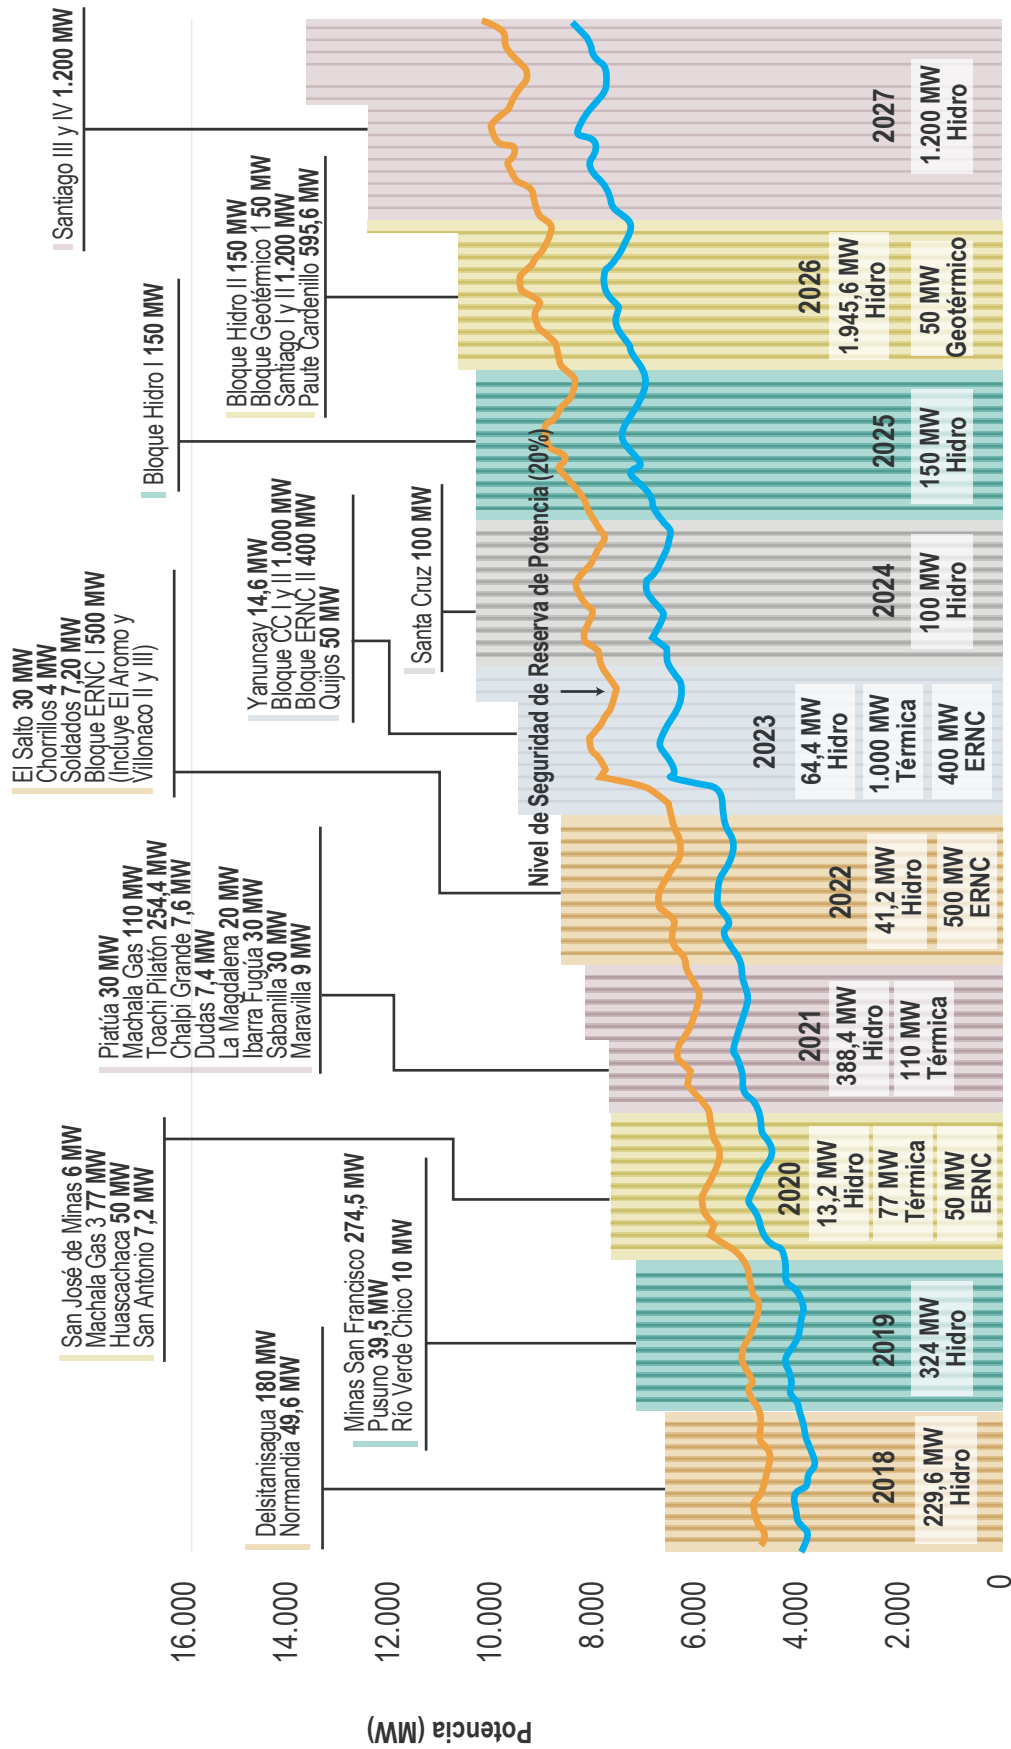 Potencia (MW)
16.000
14.000
12.000
10.000
8.000
6.000
4.000
2.000
0
Delsitanisagua 180 MW
Normandia 49,6 MW
2018
229,6 MW
Hidro
Minas San Francisco 274,5 MW
Pusuno 39,5 MW
Río Verde Chico 10 MW
2019
324 MW
Hidro
San José de Minas 6 MW
Machala Gas 3 77 MW
Huascachaca 50 MW
San Antonio 7,2 MW
2020
13,2 MW
Hidro
77 MW
Térmica
50 MW
ERNC
Piatúa 30 MW
Machala Gas 110 MW
Toachi Pilatón 254,4 MW
Chalpi Grande 7,6 MW
Dudas 7,4 MW
La Magdalena 20 MW
Ibarra Fugúa 30 MW
Sabanilla 30 MW
Maravilla 9 MW
2021
388,4 MW
Hidro
110 MW
Térmica
El Salto 30 MW
Chorrillos 4 MW
Soldados 7,20 MW
Bloque ERNC I 500 MW
(Incluye El Aromo y
Villonaco II y III)
2022
41,2 MW
Hidro
500 MW
ERNC
Nivel de Seguridad de Reserva de Potencia (20%)
Yanuncay 14,6 MW
Bloque CC I y II 1.000 MW
Bloque ERNC II 400 MW
Quijos 50 MW
2023
64,4 MW
Hidro
1.000 MW
Térmica
400 MW
ERNC
Santa Cruz 100 MW
2024
100 MW
Hidro
Bloque Hidro I 150 MW
2025
150 MW
Hidro
Bloque Hidro II 150 MW
Bloque Geotérmico 1 50 MW
Santiago I y II 1.200 MW
Paute Cardenillo 595,6 MW
2026
1.945,6 MW
Hidro
50 MW
Geotérmico
Santiago III y IV 1.200 MW
2027
1.200 MW
Hidro